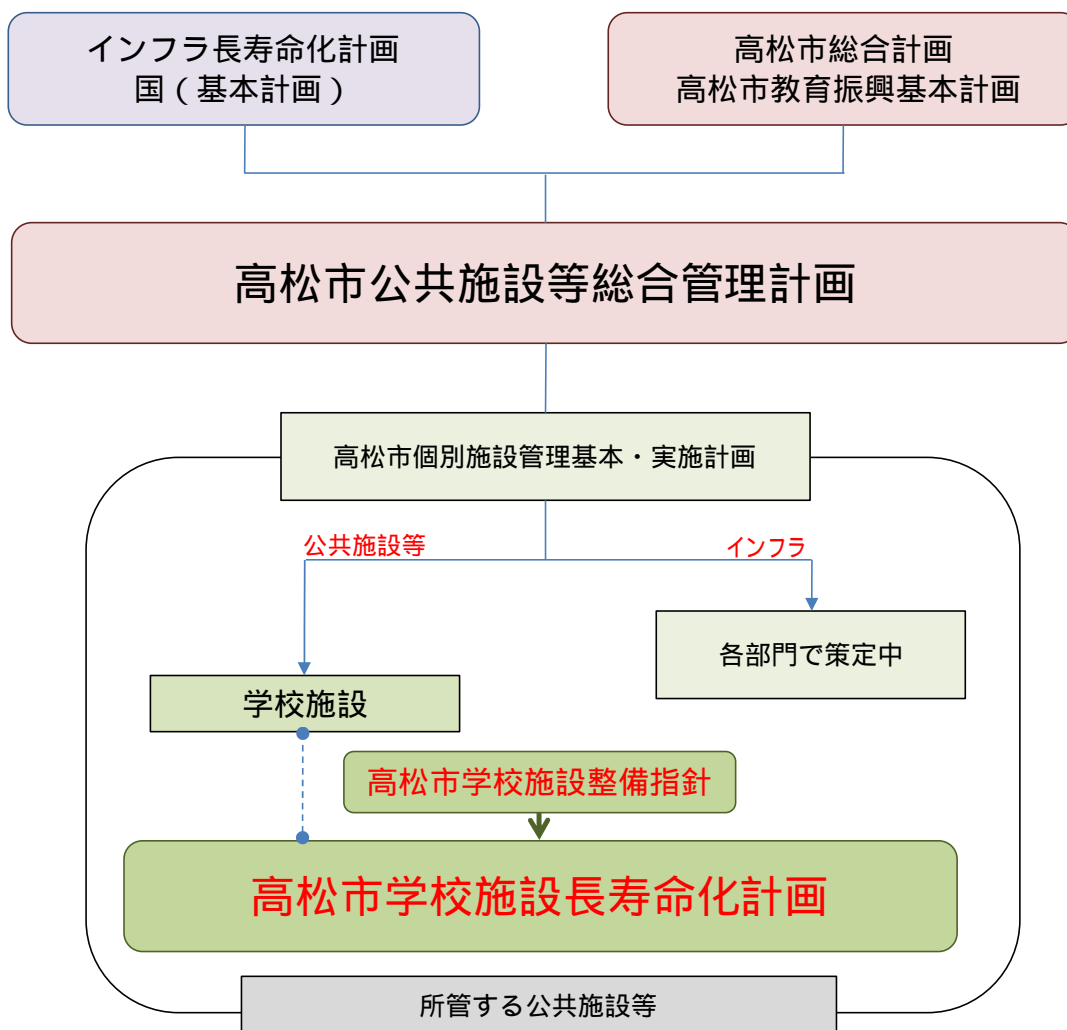 インフラ長寿命化計画
国（基本計画）
高松市総合計画
高松市教育振興基本計画
高松市公共施設等総合管理計画
高松市個別施設管理基本・実施計画
公共施設等
インフラ
各部門で策定中
学校施設
高松市学校施設整備指針
高松市学校施設長寿命化計画
所管する公共施設等